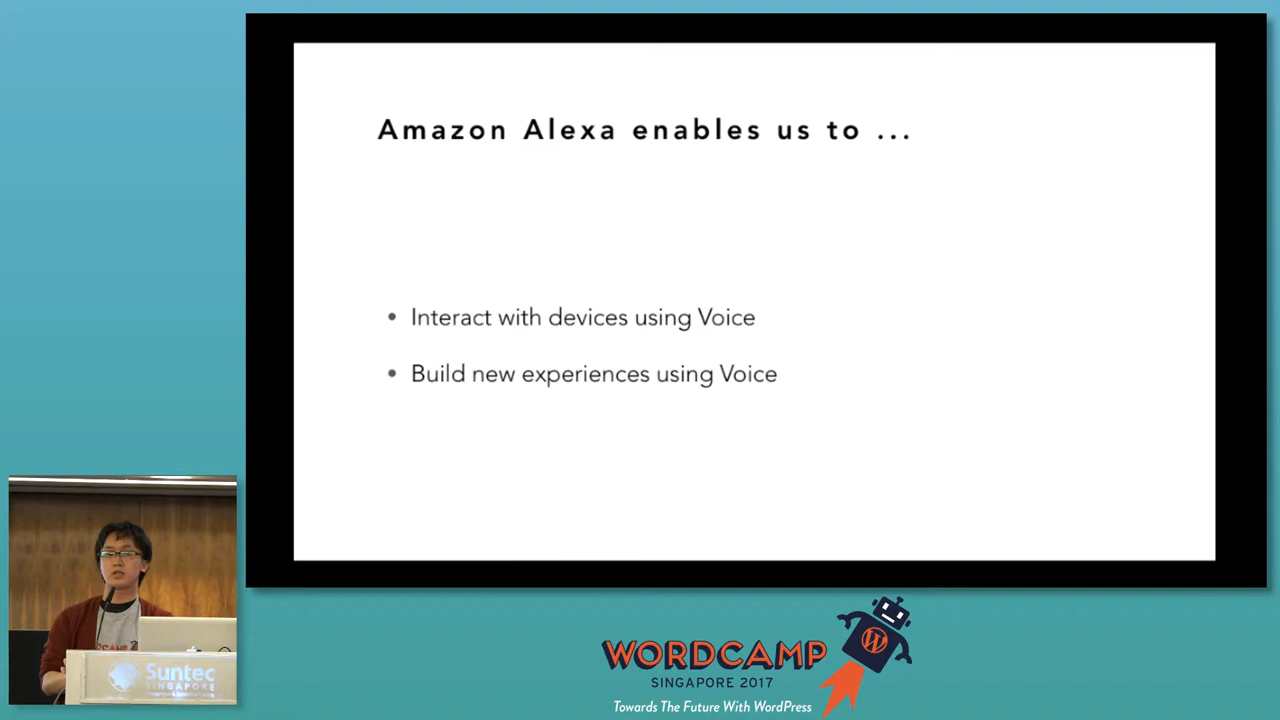 Amazon Alexa enables us to ...
• Interact with devices using Voice
• Build new experiences using Voice
Suntec
SINGAPORE
WORDCAMP
SINGAPORE 2017
Towards The Future With WordPress